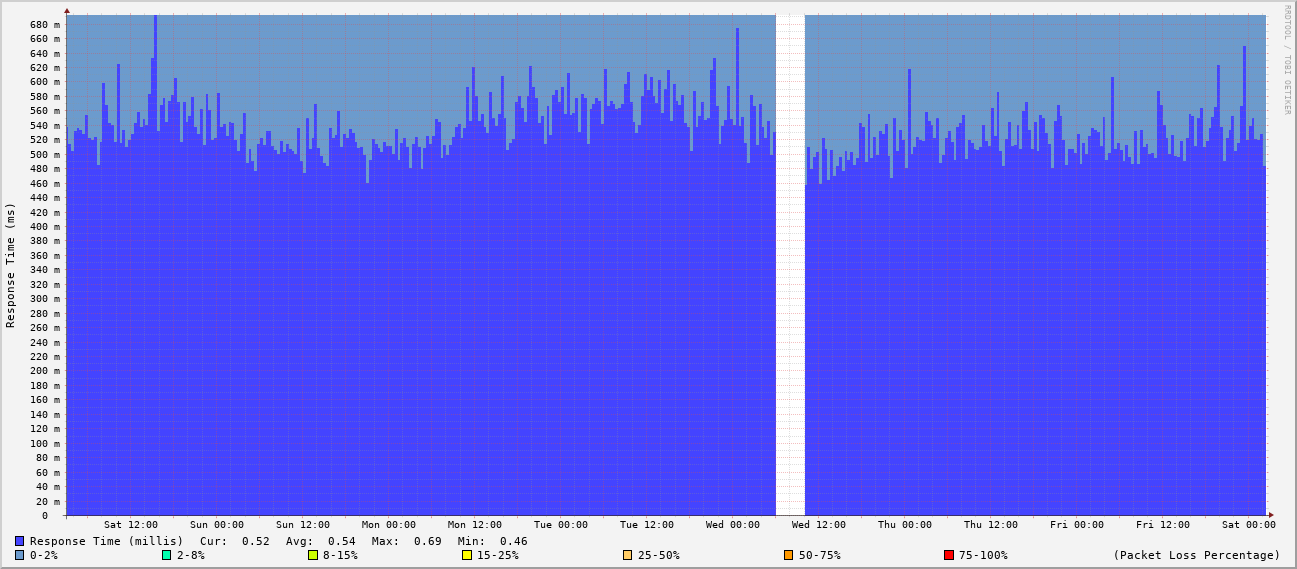 RRDTOOL / TOBI OETIKER
Response Time (ms)
680 m
660 m
640 m
620 m
600 m
580 m
560 m
540 m
520 m
500 m
480 m
460 m
440 m
420 m
400 m
380 m
360 m
340 m
320 m
300 m
280 m
260 m
240 m
220 m
200 m
180 m
160 m
140 m
120 m
100 m
80 m
60 m
40 m
20 m
0
Sat 12:00 Sun 00:00 Sun 12:00 Mon 00:00 Mon 12:00 Tue 00:00 Tue 12:00 Wed 00:00 Wed 12:00 Thu 00:00 Thu 12:00 Fri 00:00 Fri 12:00 Sat 00:00
Response Time (millis) Cur: 0.52 Avg: 0.54 Max: 0.69 Min: 0.46
0-2% 2-8% 8-15% 15-25% 25-50% 50-75% 75-100% (Packet Loss Percentage)